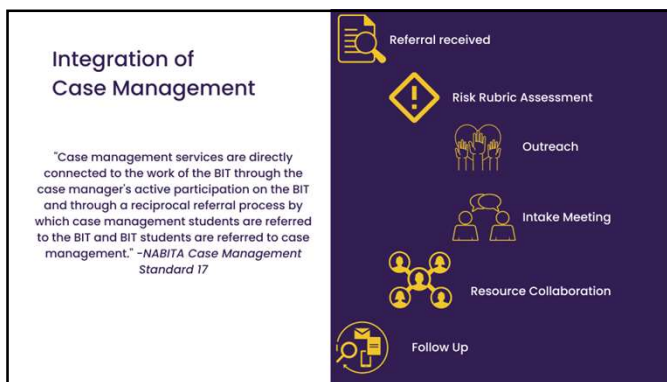 Integration of
Case Management
"Case management services are directly
connected to the work of the BIT through the
case manager's active participation on the BIT
and through a reciprocal referral process by
which case management students are referred
to the BIT and BIT students are referred to case
management." -NABITA Case Management
Standard 17
Referral received
Risk Rubric Assessment
Outreach
Intake Meeting
Resource Collaboration
Follow Up